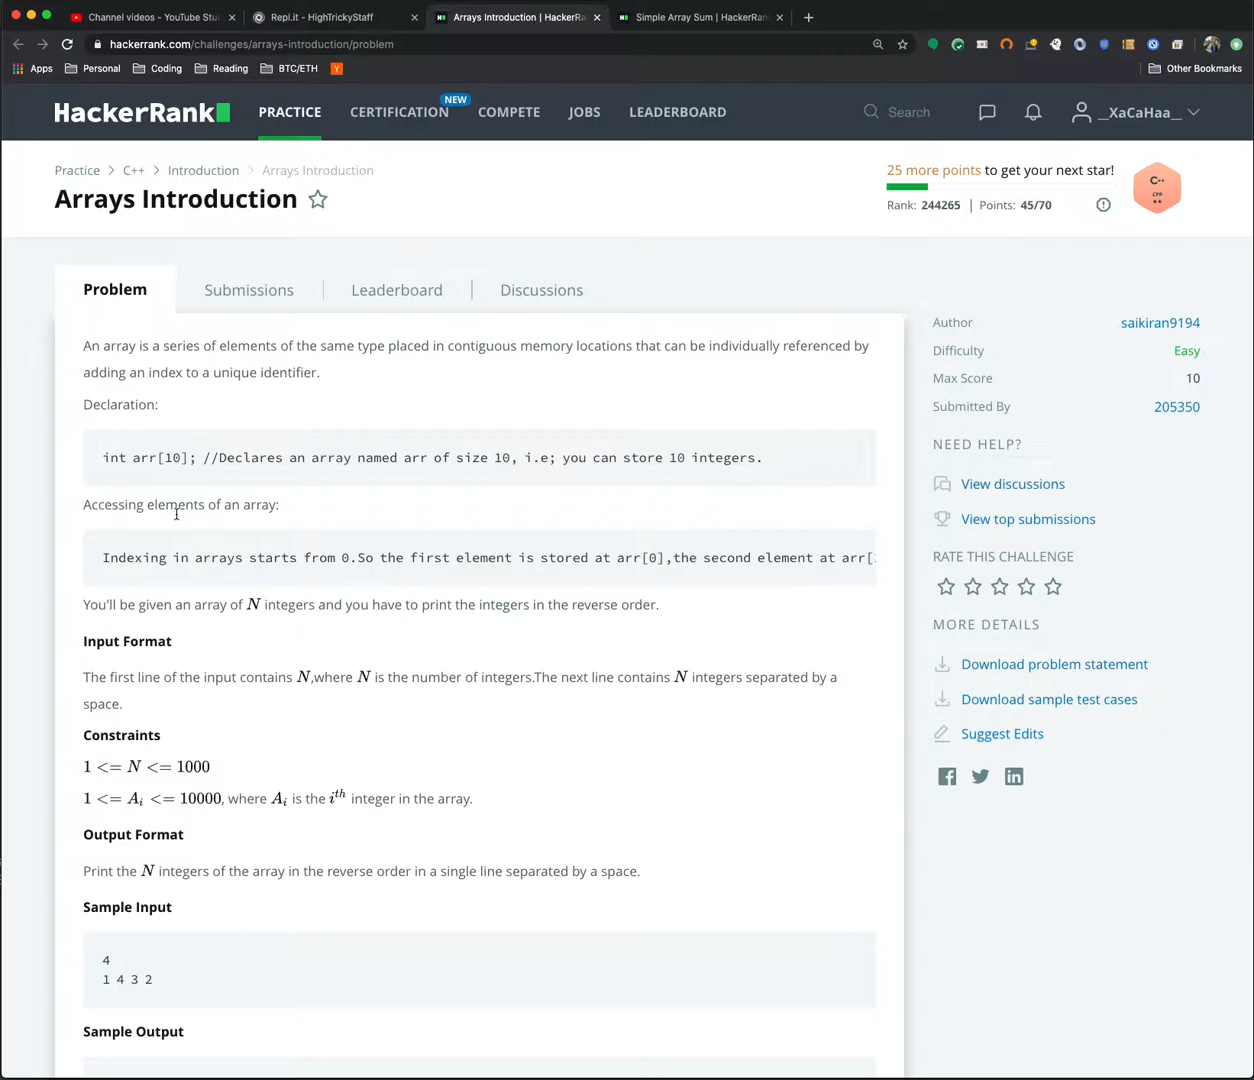 Channel videos - YouTube Stu
Repl.it - HighTrickyStaff
Arrays Introduction | HackerRa
Simple Array Sum | HackerRan
hackerrank.com/challenges/arrays-introduction/problem
Apps Personal Coding Reading BTC/ETH Y Other Bookmarks
HackerRank PRACTICE CERTIFICATION NEW COMPETE JOBS LEADERBOARD Search __XaCaHaa__
Practice > C++ > Introduction > Arrays Introduction
Arrays Introduction
25 more points to get your next star!
Rank: 244265 | Points: 45/70
C++
CPP
Problem Submissions Leaderboard Discussions
An array is a series of elements of the same type placed in contiguous memory locations that can be individually referenced by
adding an index to a unique identifier.
Declaration:
int arr[10]; //Declares an array named arr of size 10, i.e; you can store 10 integers.
Accessing elements of an array:
Indexing in arrays starts from 0.So the first element is stored at arr[0],the second element at arr[
You'll be given an array of N integers and you have to print the integers in the reverse order.
Input Format
The first line of the input contains N,where N is the number of integers.The next line contains N integers separated by a
space.
Constraints
1 <= N <= 1000
1 <= Ai <= 10000, where Ai is the ith integer in the array.
Output Format
Print the N integers of the array in the reverse order in a single line separated by a space.
Sample Input
4
1 4 3 2
Sample Output
Author saikiran9194
Difficulty Easy
Max Score 10
Submitted By 205350
NEED HELP?
View discussions
View top submissions
RATE THIS CHALLENGE
MORE DETAILS
Download problem statement
Download sample test cases
Suggest Edits